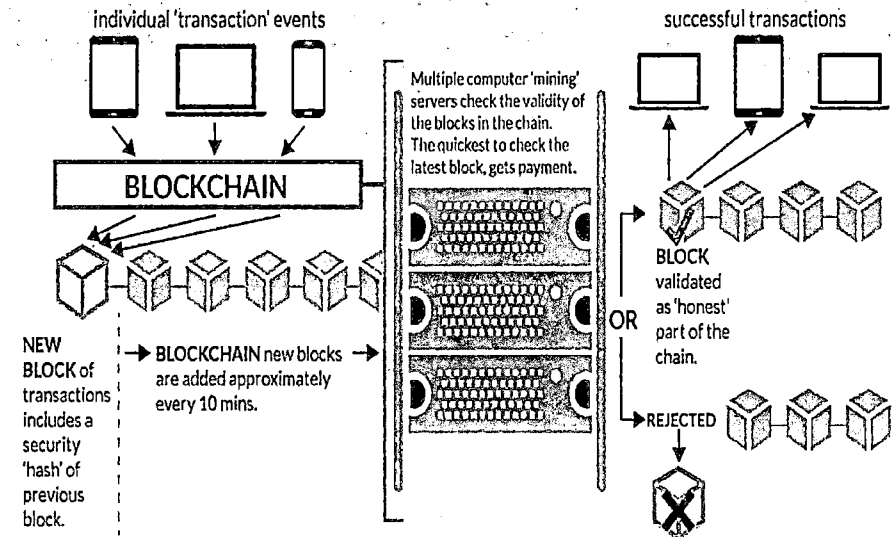 individual 'transaction' events
BLOCKCHAIN
NEW
BLOCK of
transactions
includes a
security
'hash' of
previous
block.
BLOCKCHAIN new blocks
are added approximately
every 10 mins.
Multiple computer 'mining'
servers check the validity of
the blocks in the chain.
The quickest to check the
latest block, gets payment.
OR
successful transactions
BLOCK
validated
as 'honest'
part of the
chain.
REJECTED